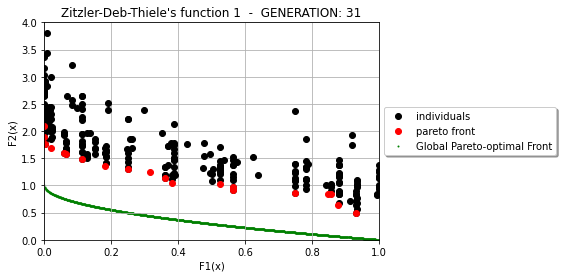 Zitzler-Deb-Thiele's function 1 - GENERATION: 31
4.0
3.5
3.0
2.5
2.0
1.5
1.0
0.5
0.0
F2(x)
0.0 0.2 0.4 0.6 0.8 1.0
F1(x)
individuals
pareto front
Global Pareto-optimal Front